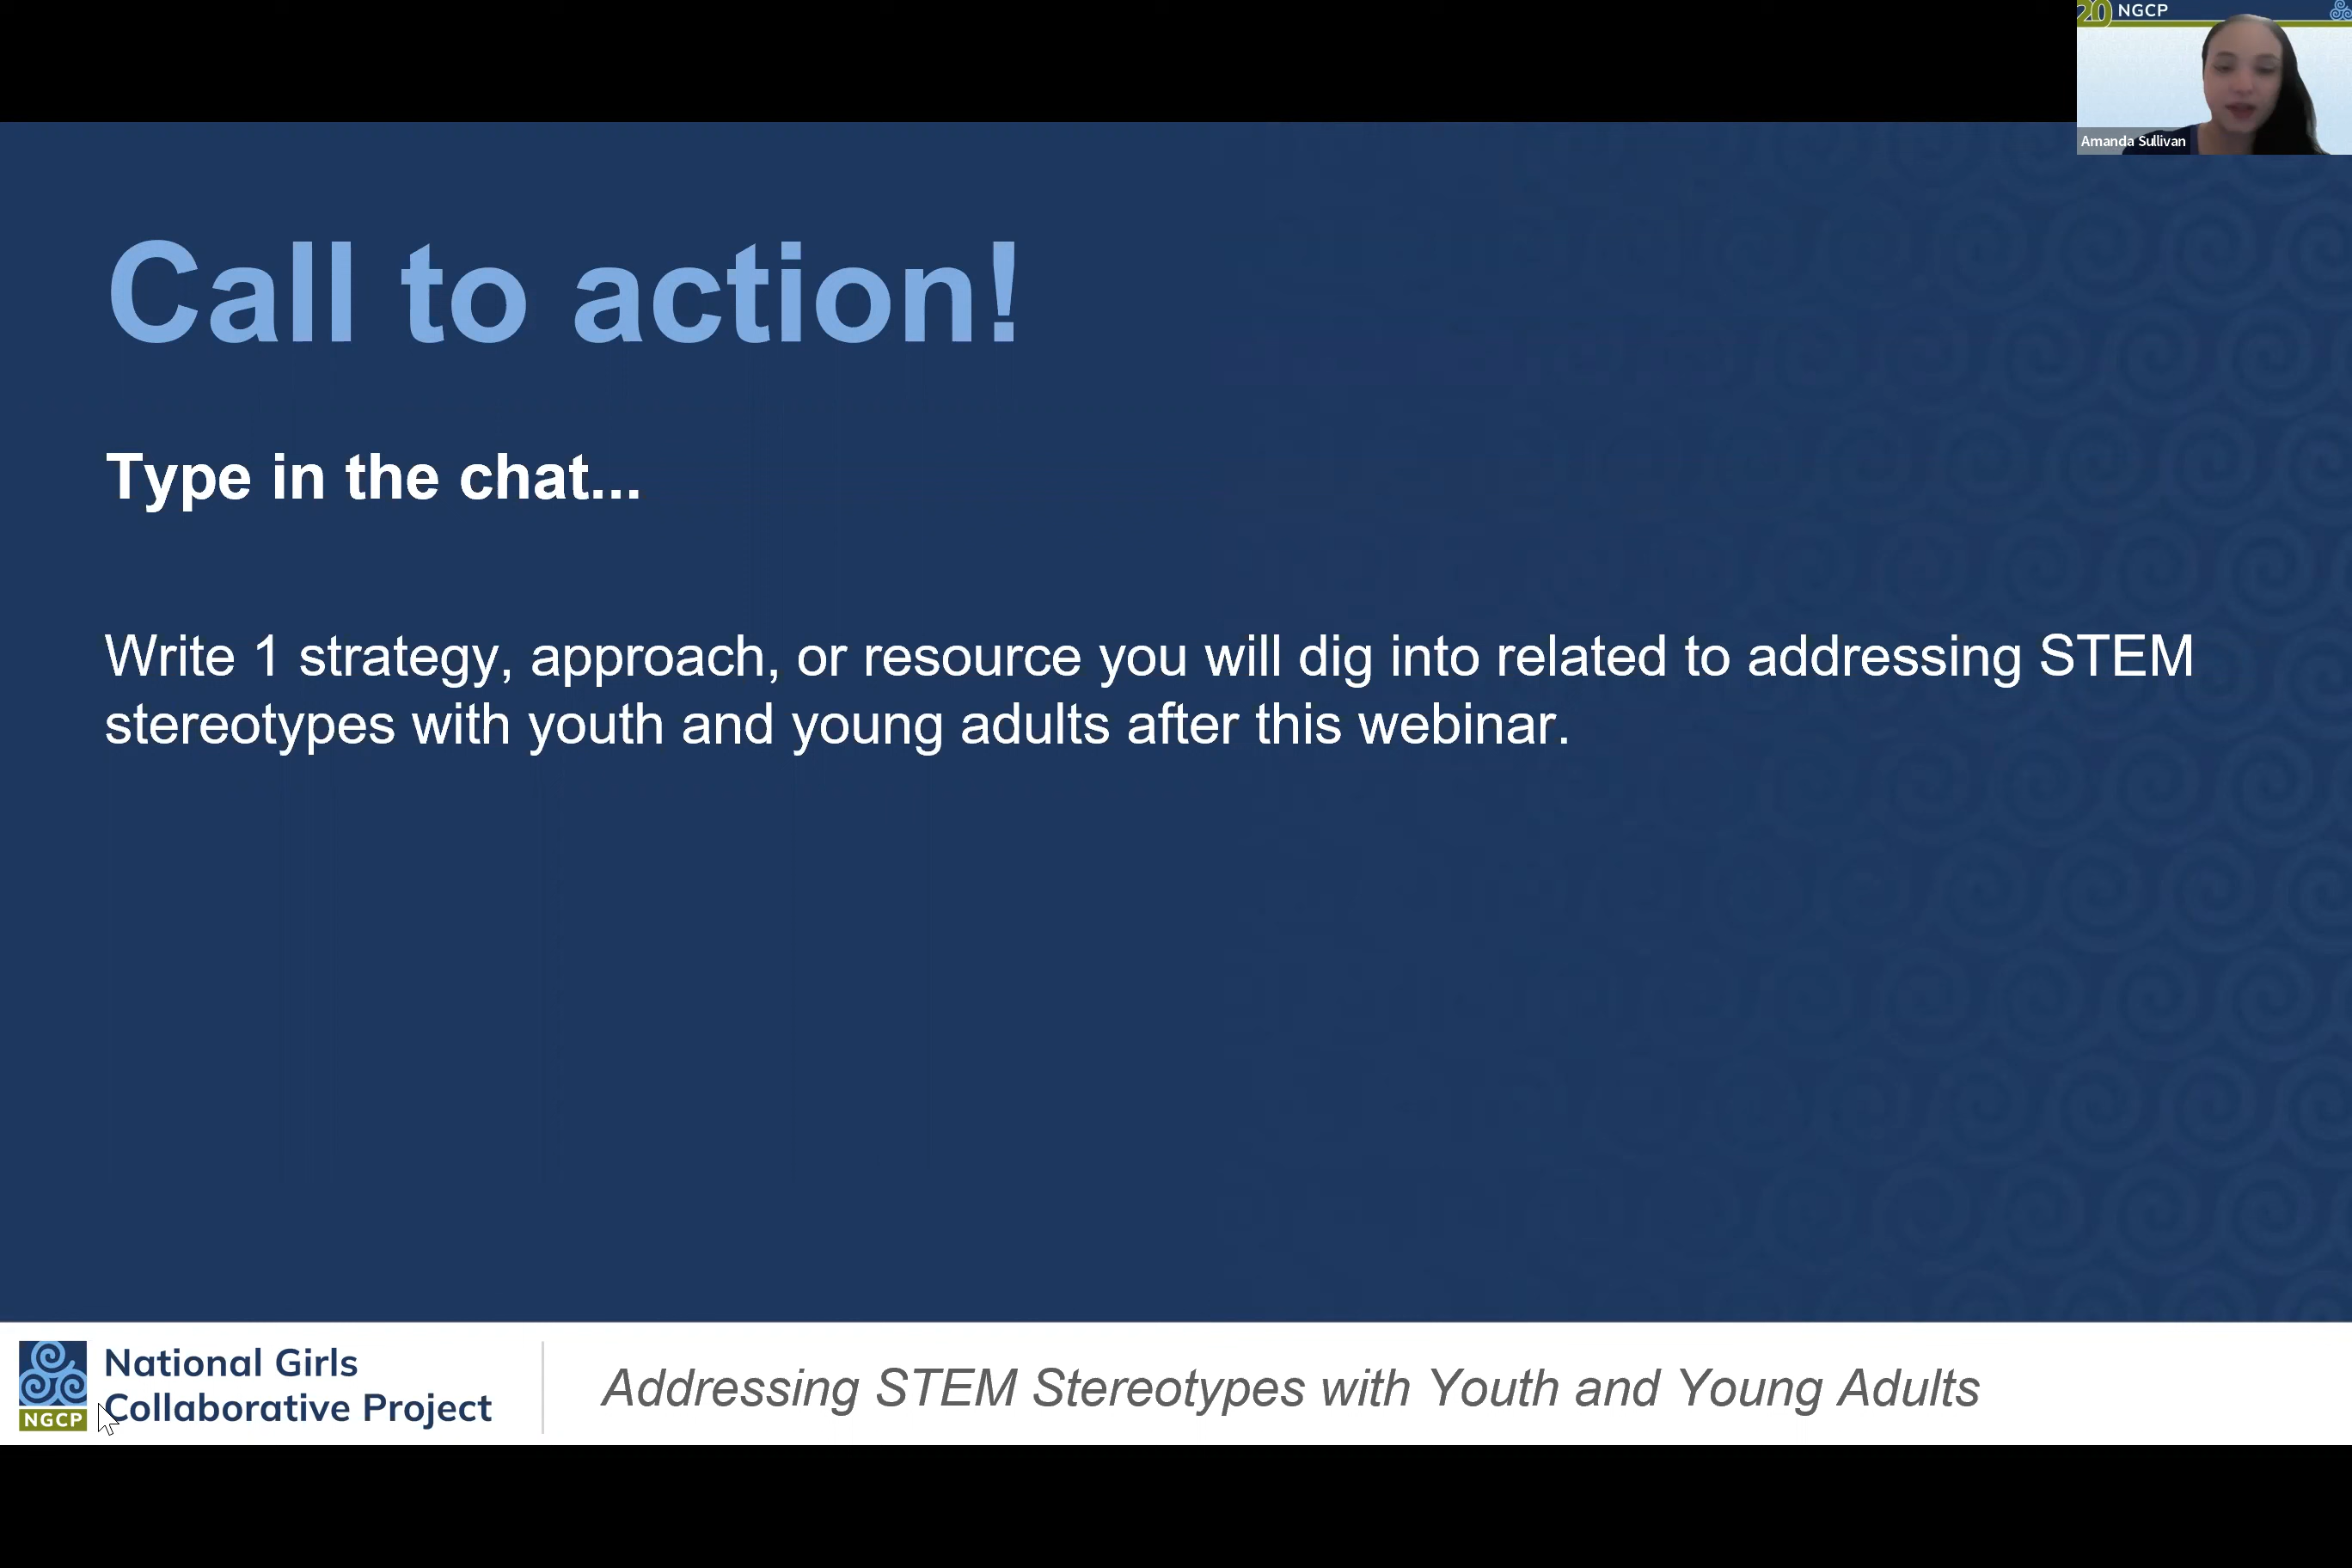 20 NGCP
Amanda Sullivan
Call to action!
Type in the chat...
Write 1 strategy, approach, or resource you will dig into related to addressing STEM
stereotypes with youth and young adults after this webinar.
NGCP
National Girls
Collaborative Project
Addressing STEM Stereotypes with Youth and Young Adults